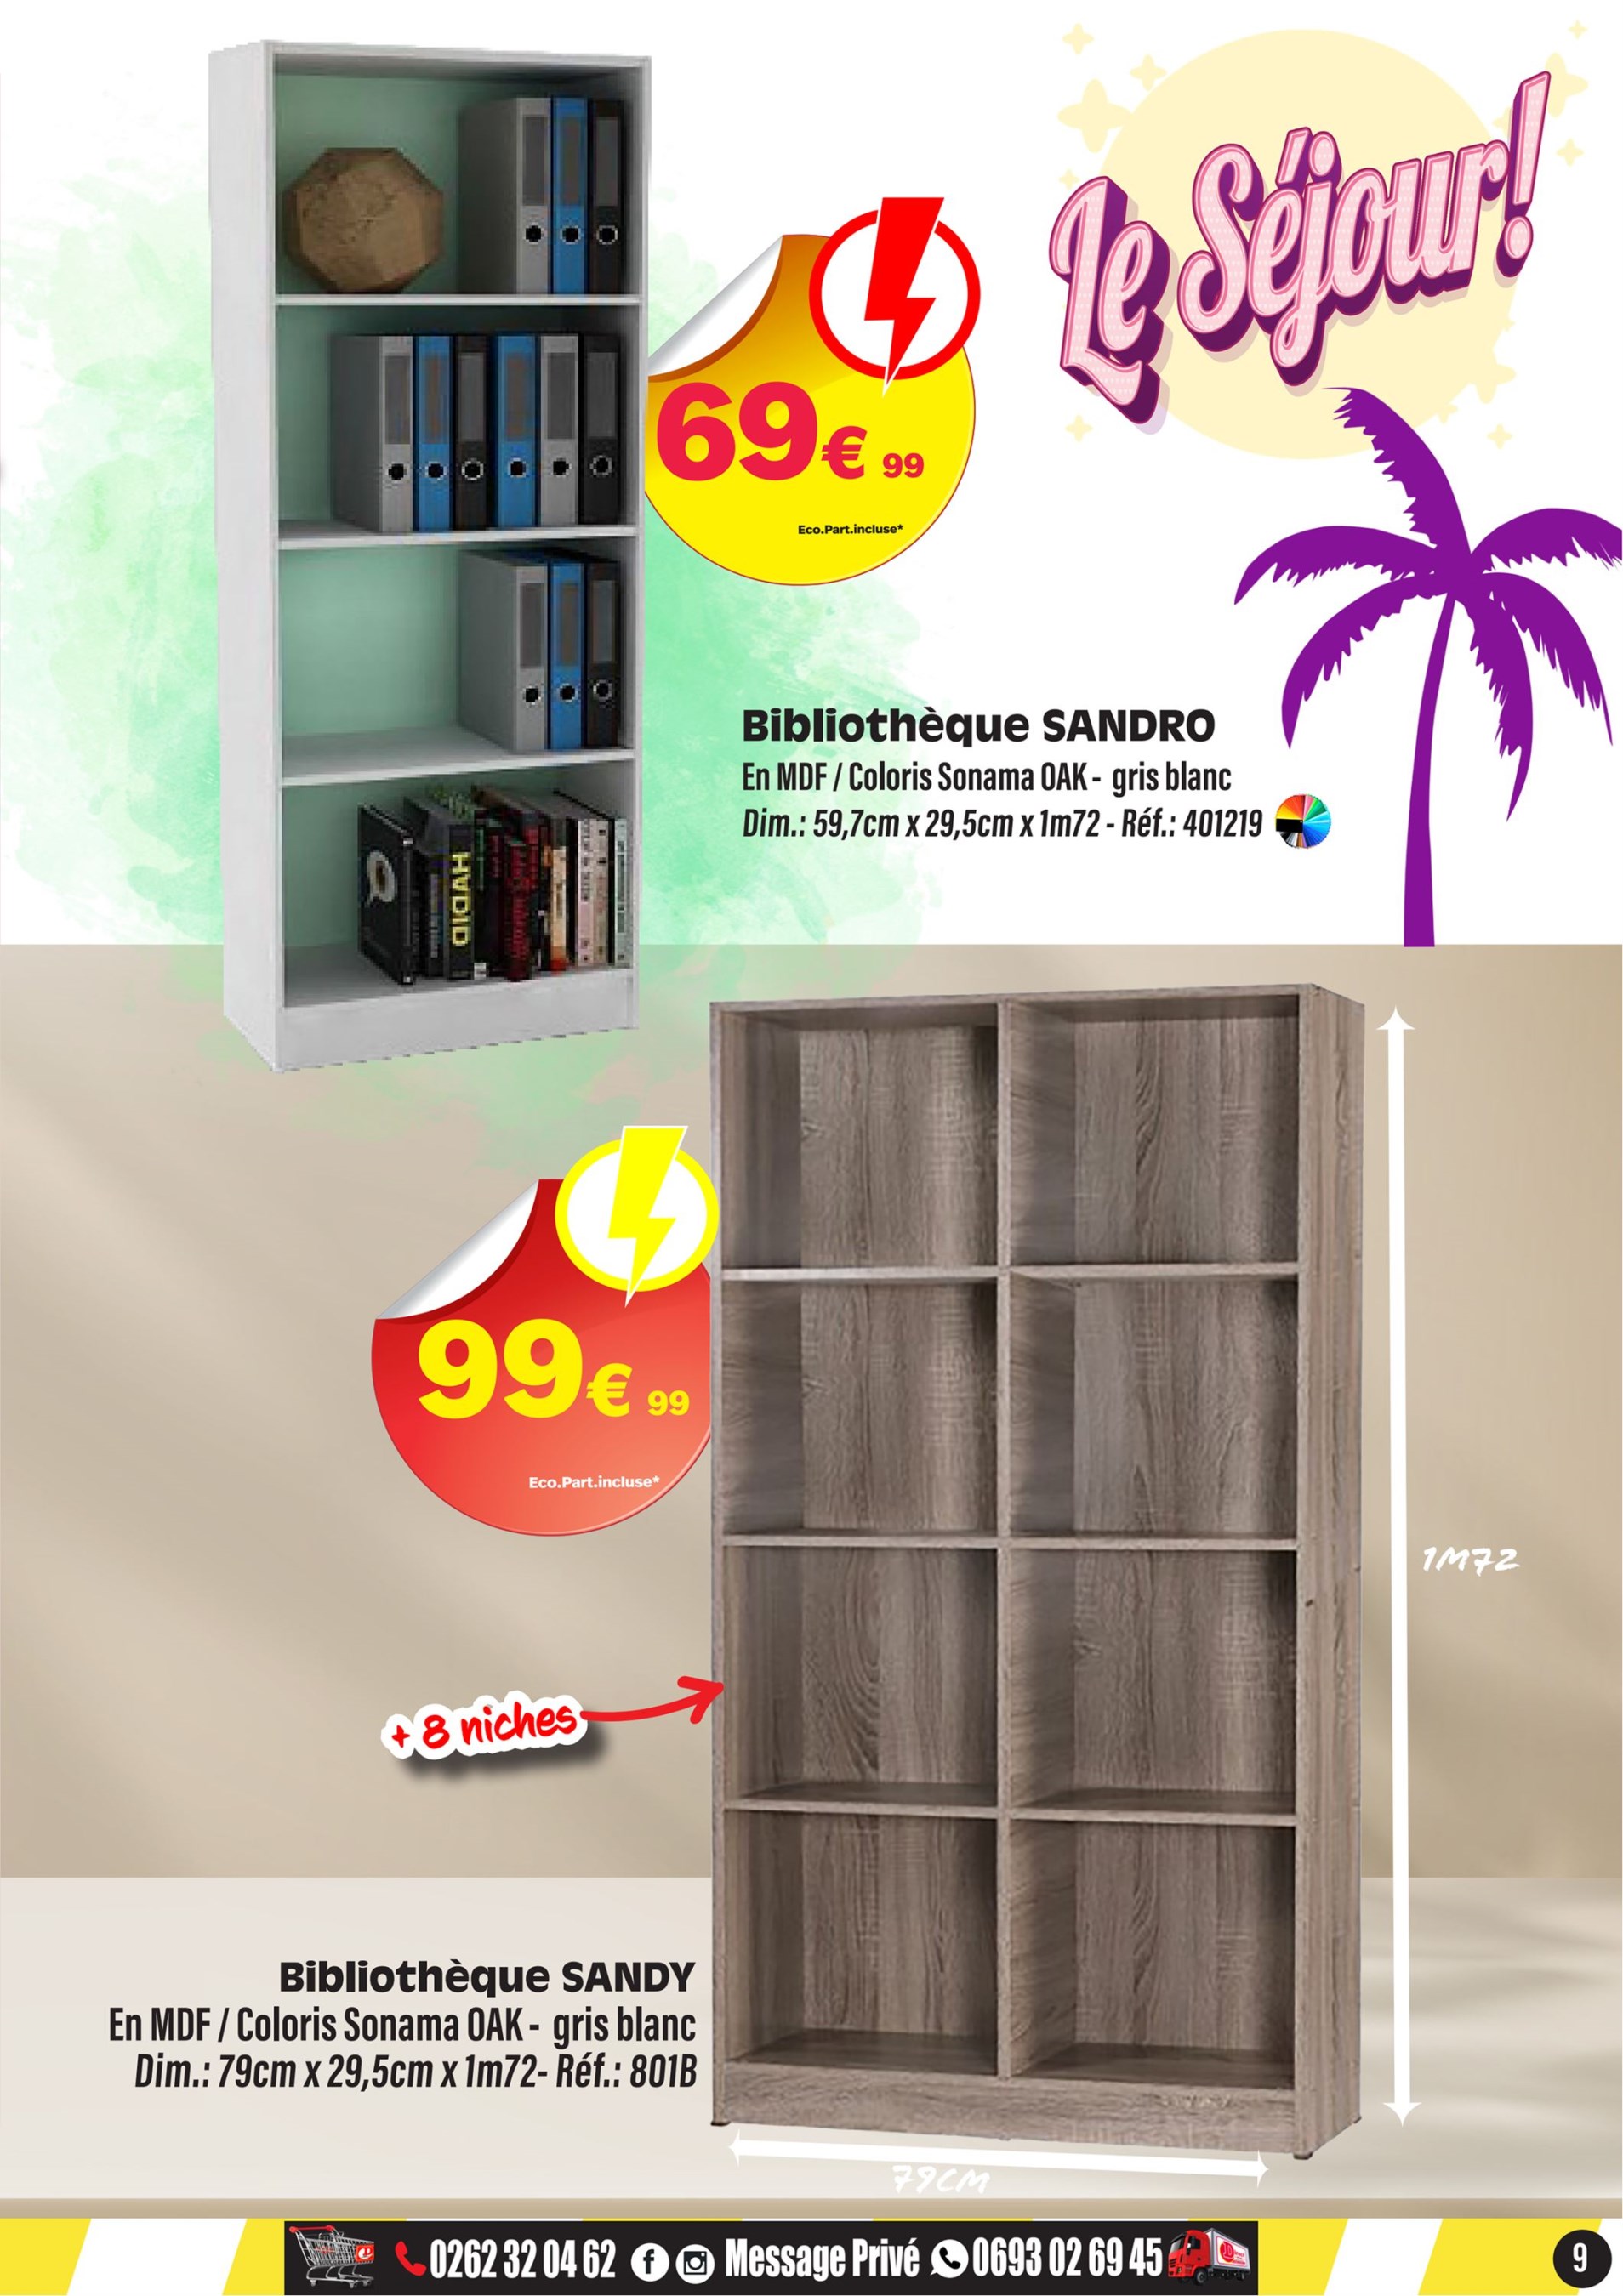 Le Séjour!
69€ 99
Eco.Part.incluse*
Bibliothèque SANDRO
En MDF / Coloris Sonama OAK - gris blanc
Dim.: 59,7cm x 29,5cm x 1m72 - Réf.: 401219
HADID
99€ 99
Eco.Part.incluse*
1M72
+ 8 niches
Bibliothèque SANDY
En MDF / Coloris Sonama OAK - gris blanc
Dim.: 79cm x 29,5cm x 1m72- Réf.: 801B
79CM
0262 32 04 62 Message Privé 0693 02 69 45
9